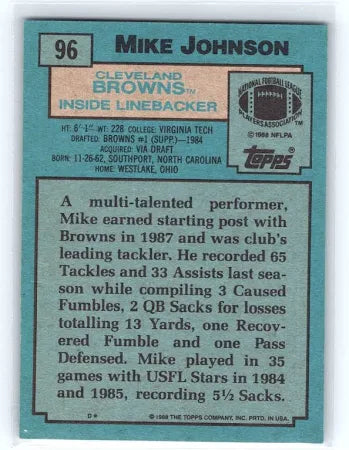 96
MIKE JOHNSON
CLEVELAND
BROWNS™
INSIDE LINEBACKER
NATIONAL FOOTBALL LEAGUE
PLAYERS ASSOCIATION
© 1988 NFLPA
Topps
HT: 6'-1" WT: 228 COLLEGE: VIRGINIA TECH
DRAFTED: BROWNS #1 (SUPP.)—1984
ACQUIRED: VIA DRAFT
BORN: 11-26-62, SOUTHPORT, NORTH CAROLINA
HOME: WESTLAKE, OHIO
A multi-talented performer,
Mike earned starting post with
Browns in 1987 and was club's
leading tackler. He recorded 65
Tackles and 33 Assists last sea-
son while compiling 3 Caused
Fumbles, 2 QB Sacks for losses
totalling 13 Yards, one Recov-
ered Fumble and one Pass
Defensed. Mike played in 35
games with USFL Stars in 1984
and 1985, recording 5½ Sacks.
D* © 1988 THE TOPPS COMPANY, INC. PRTD. IN U.S.A.